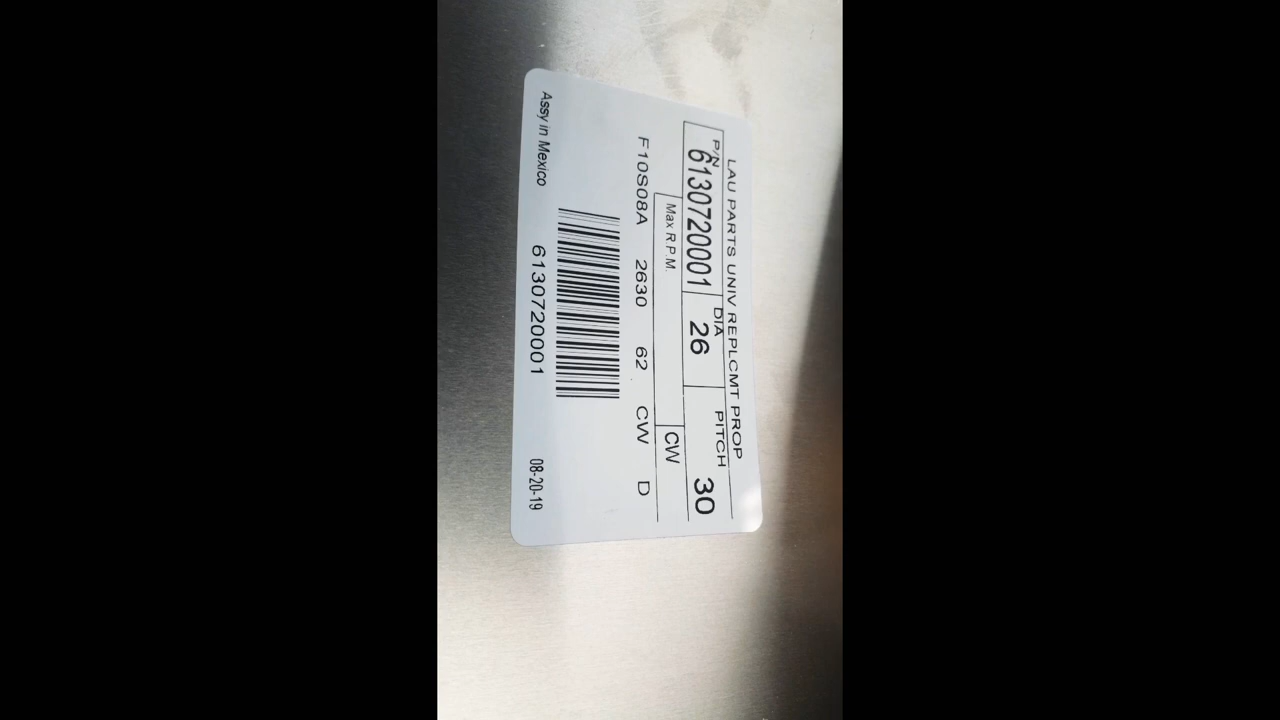 LAU PARTS UNIV REPLCMT PROP
P/N DIA PITCH
6130720001 26 30
Max R.P.M. CW
F10S08A 2630 62 CW D
Assy in Mexico 6130720001 08-20-19